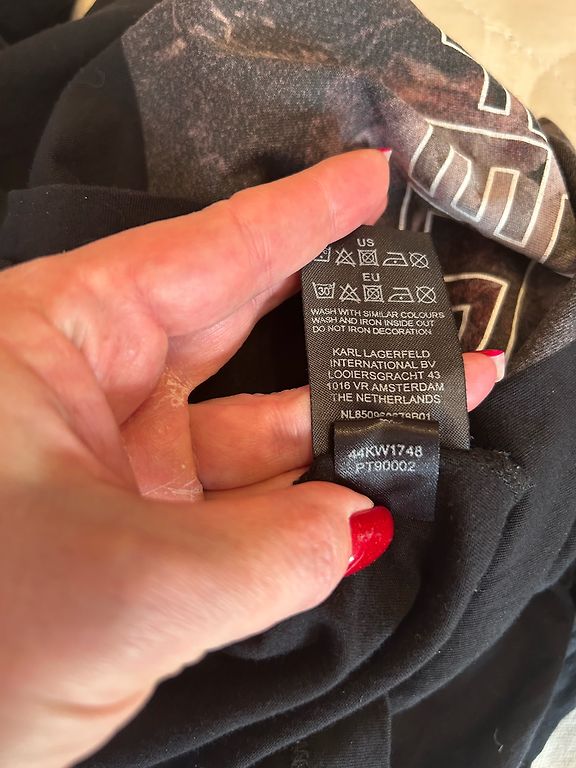 US
EU
30
WASH WITH SIMILAR COLOURS
WASH AND IRON INSIDE OUT
DO NOT IRON DECORATION
KARL LAGERFELD
INTERNATIONAL BV
LOOIERSGRACHT 43
1016 VR AMSTERDAM
THE NETHERLANDS
44KW1748
PT90002